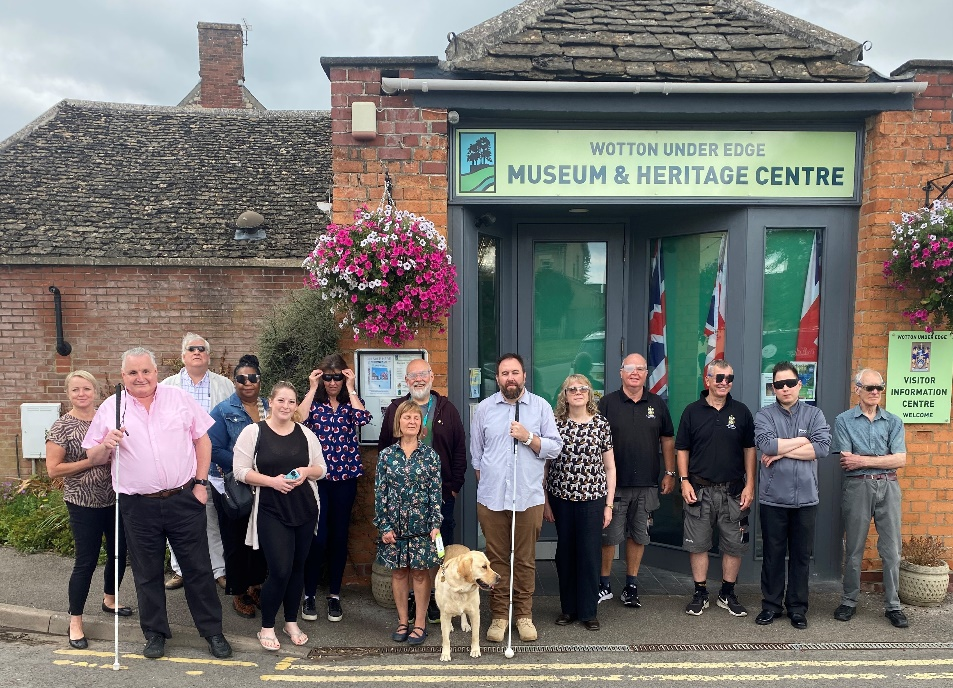 WOTTON UNDER EDGE
MUSEUM & HERITAGE CENTRE
WOTTON UNDER EDGE
VISITOR
INFORMATION
CENTRE
WELCOME